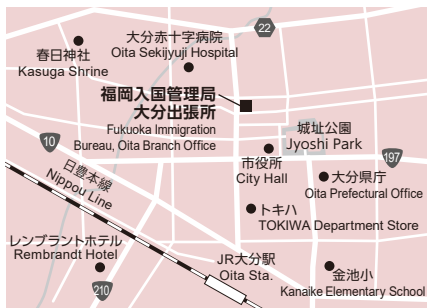 22
大分赤十字病院
Oita Sekijyuji Hospital
春日神社
Kasuga Shrine
福岡入国管理局
大分出張所
Fukuoka Immigration
Bureau, Oita Branch Office
城址公園
Jyoshi Park
10
197
日豊本線
Nippou Line
市役所
City Hall
大分県庁
Oita Prefectural Office
トキハ
TOKIWA Department Store
レンブラントホテル
Rembrandt Hotel
JR大分駅
Oita Sta.
金池小
Kanaike Elementary School
210